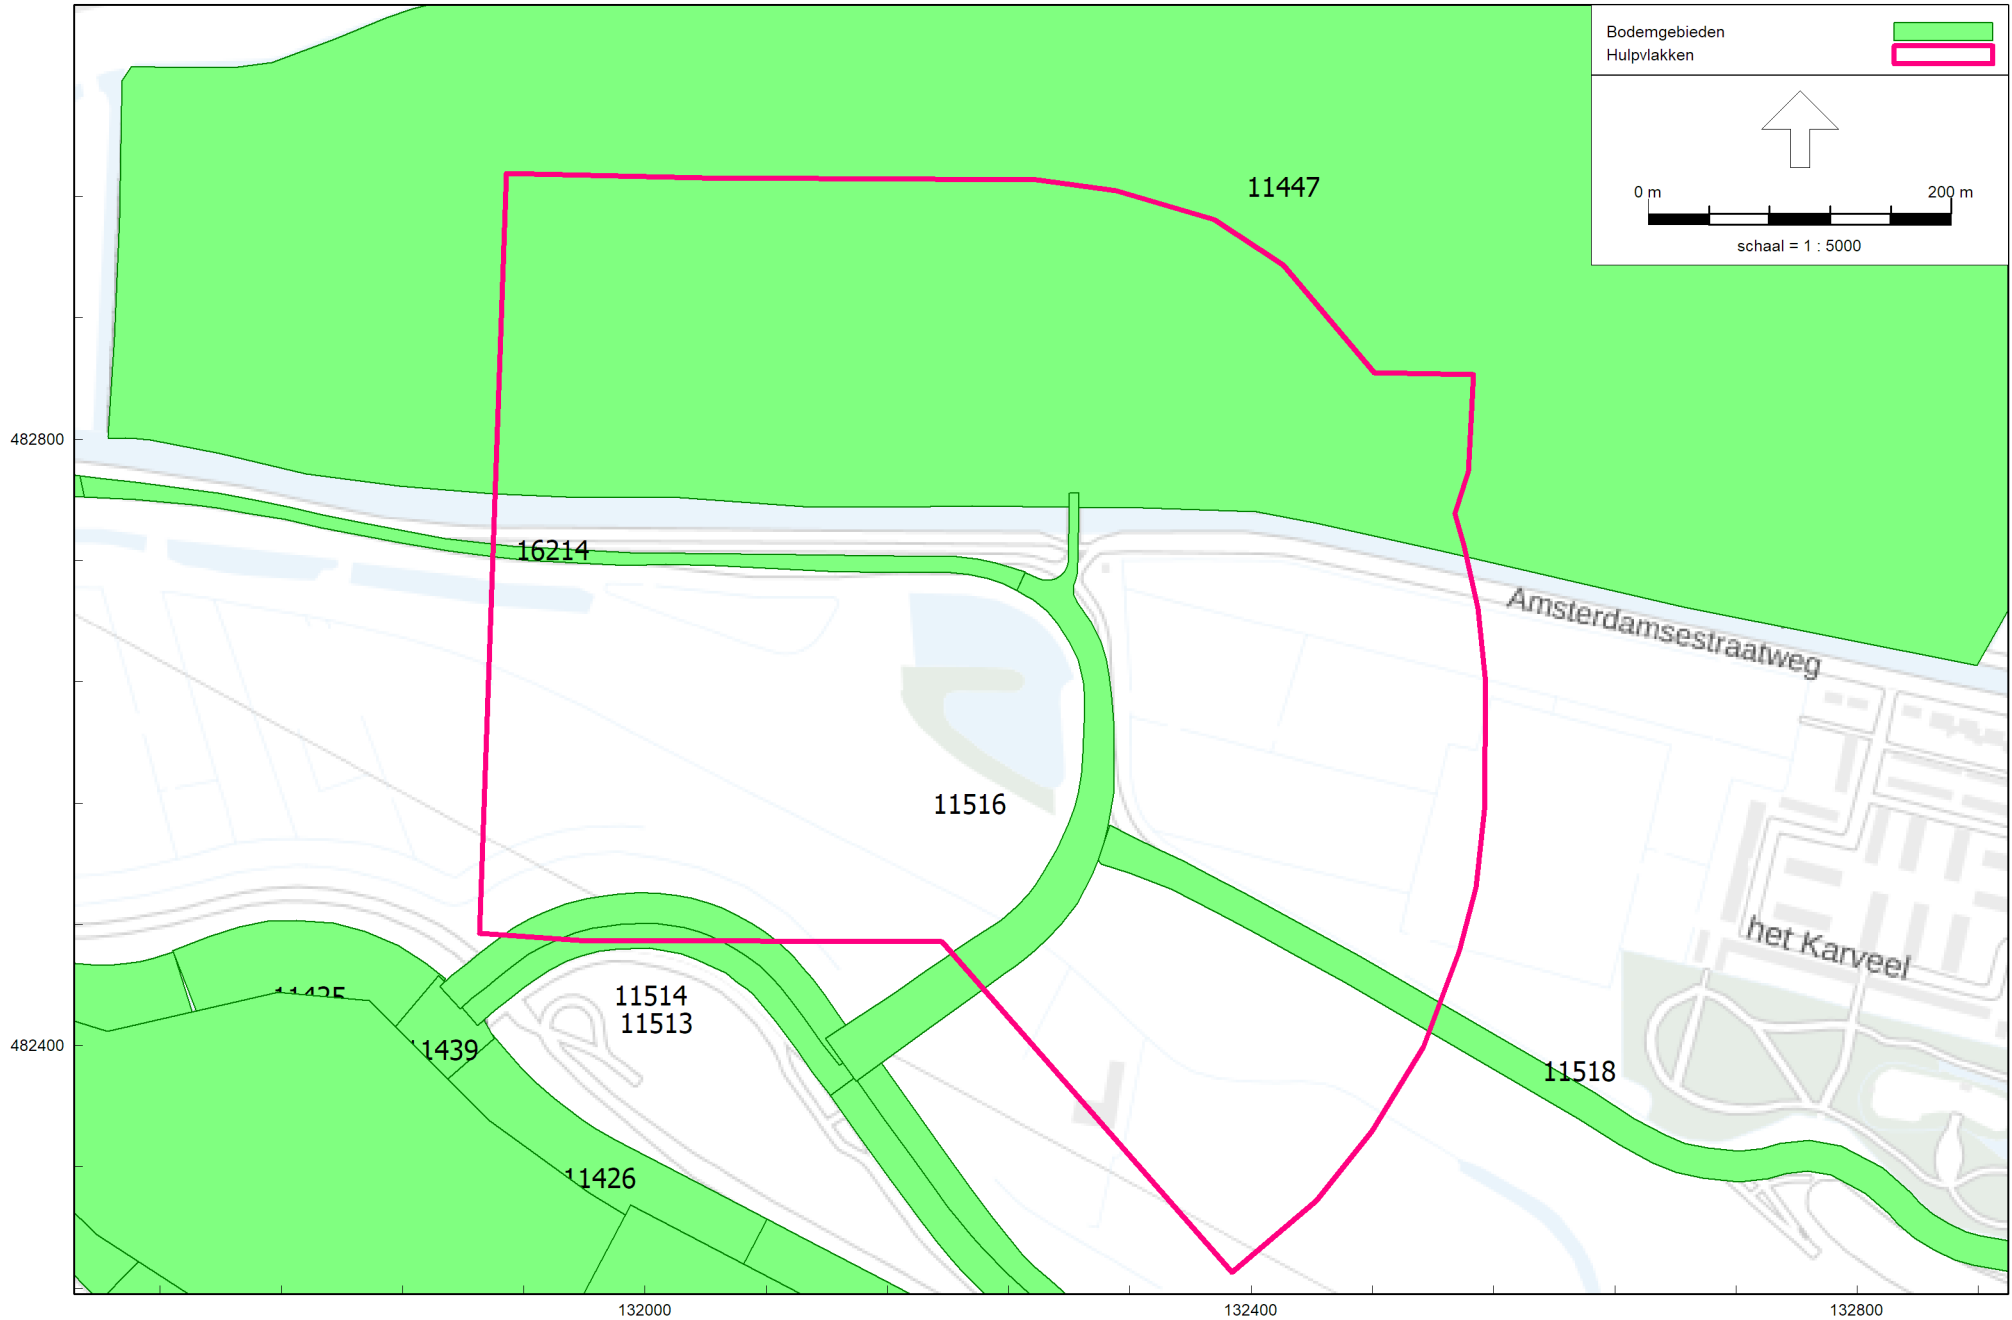 Bodemgebieden
Hulpvlakken
0 m 200 m
schaal = 1 : 5000
11447
482800
16214
Amsterdamsestraatweg
11516
het Karveel
11514
11513
482400
11439
11518
11426
132000 132400 132800